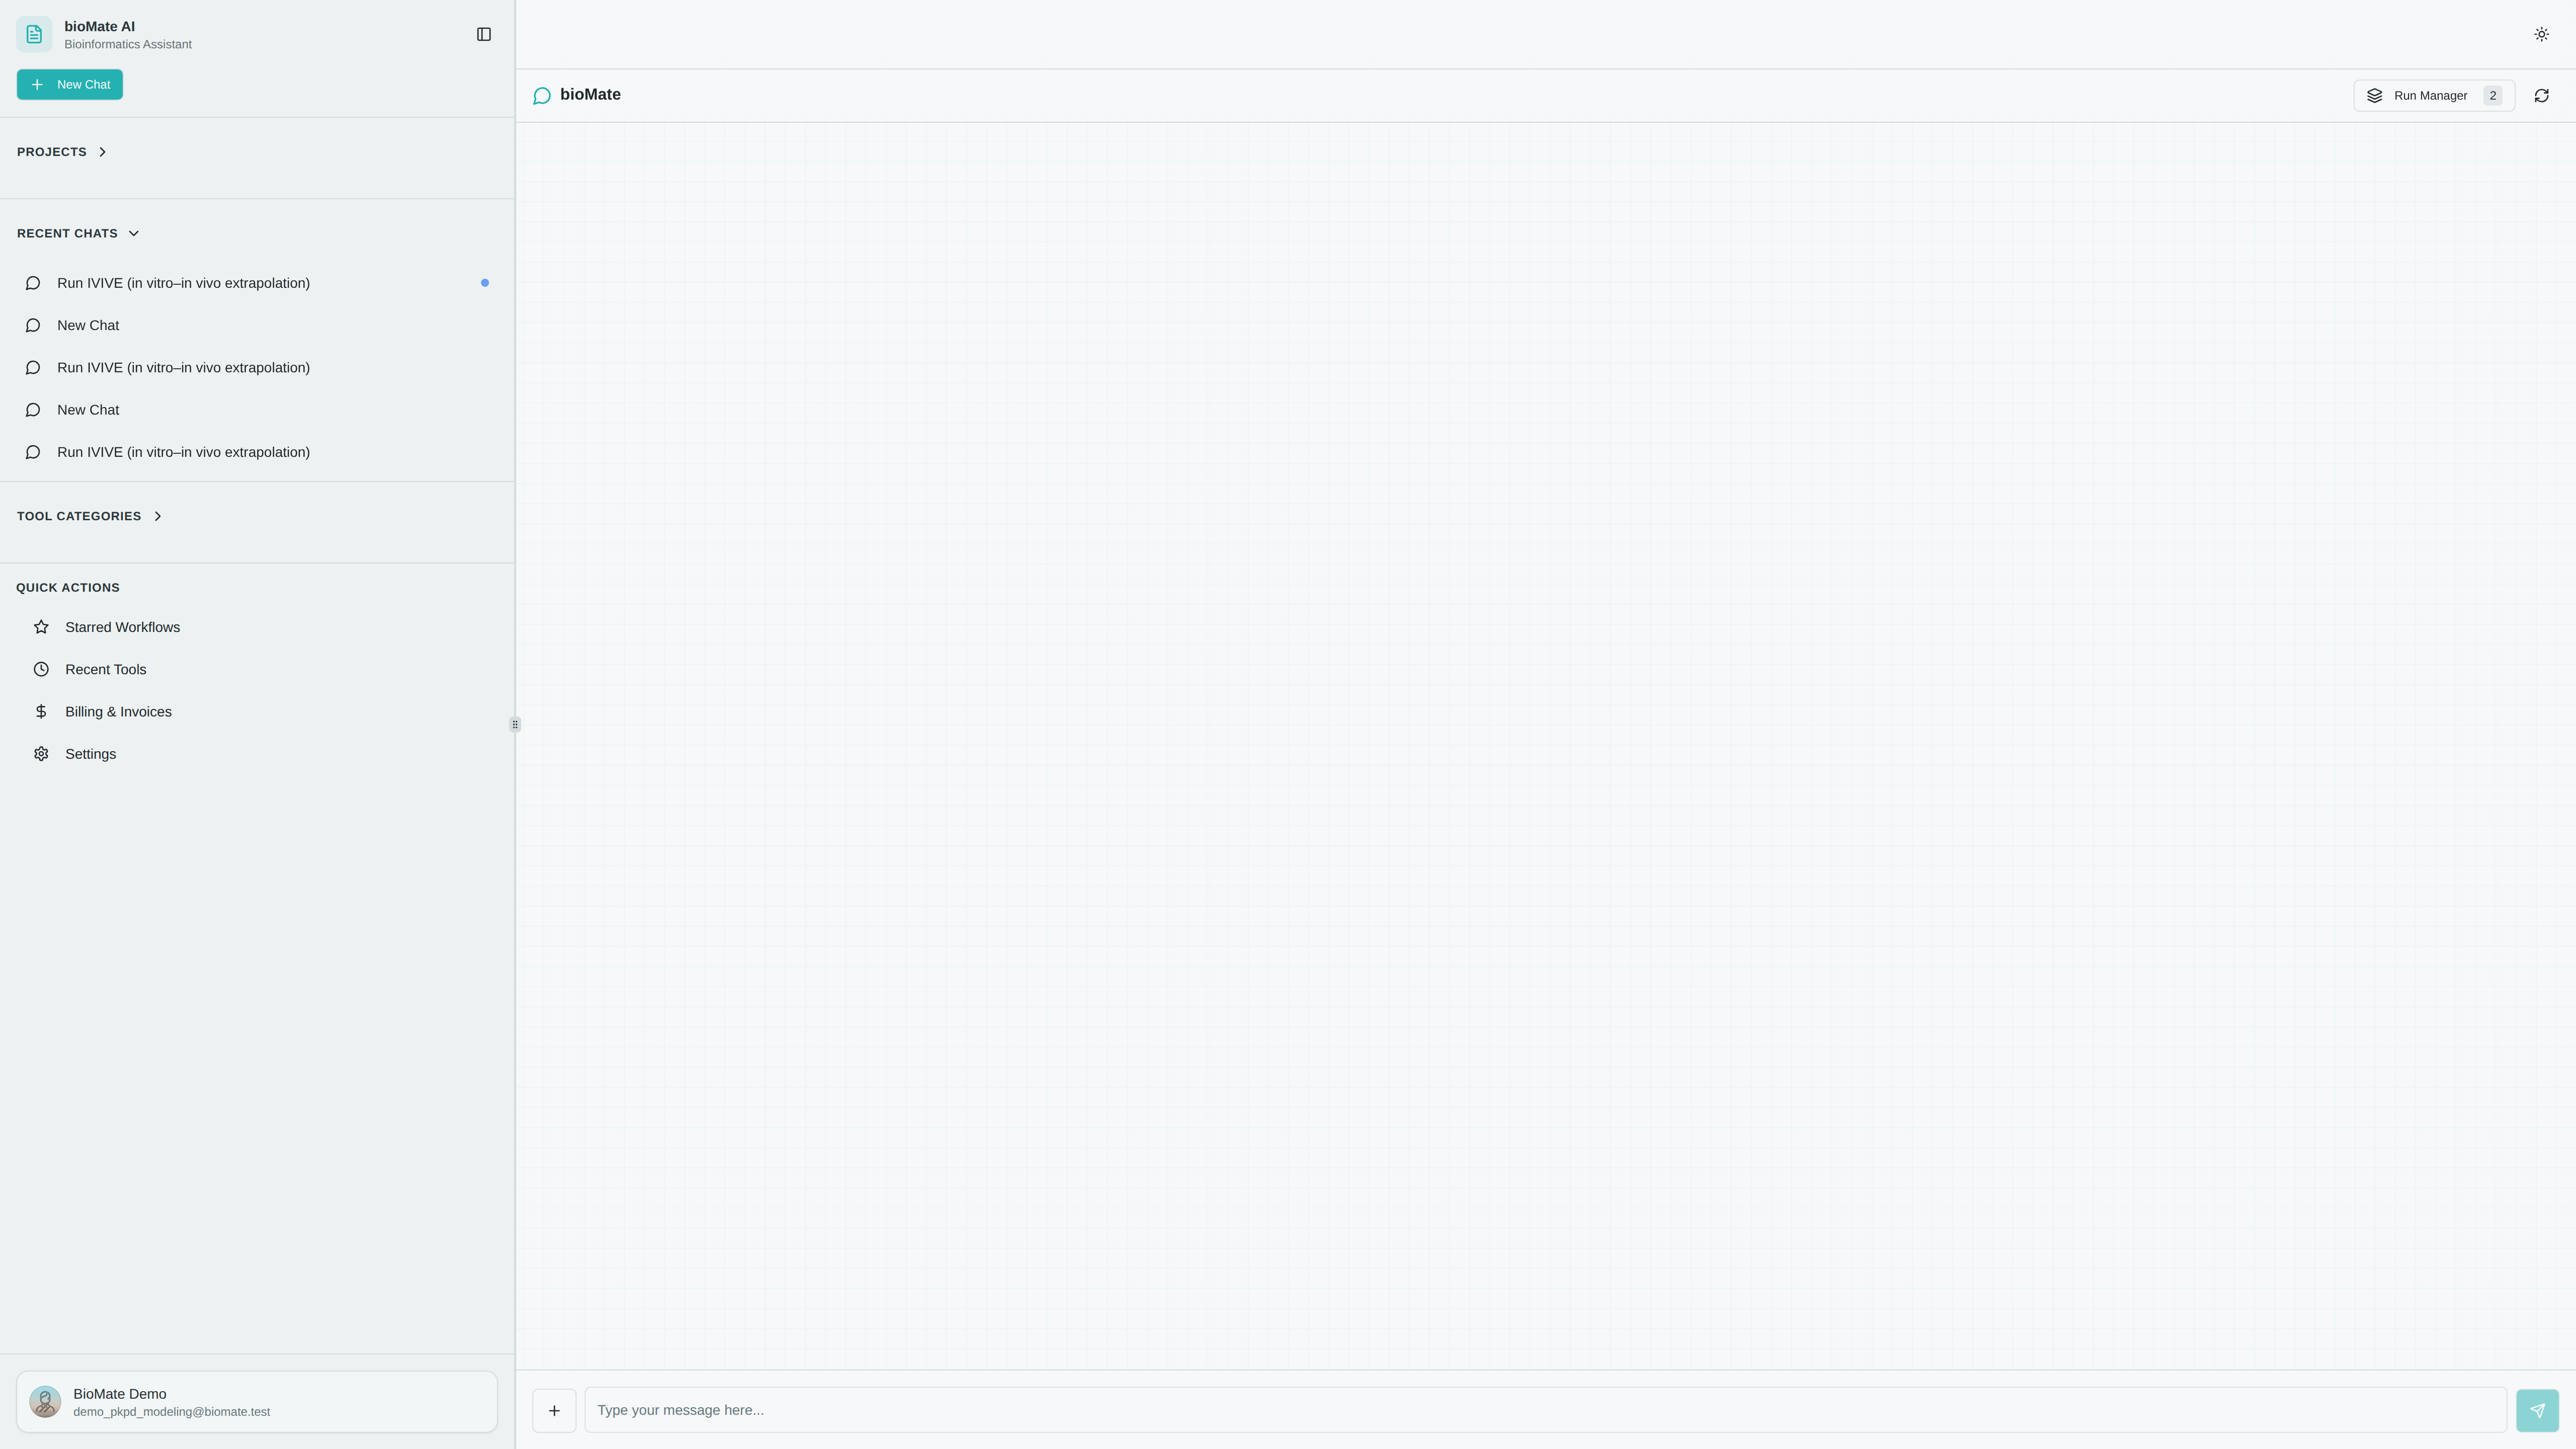 bioMate AI
Bioinformatics Assistant
New Chat
PROJECTS
RECENT CHATS
Run IVIVE (in vitro–in vivo extrapolation)
New Chat
Run IVIVE (in vitro–in vivo extrapolation)
New Chat
Run IVIVE (in vitro–in vivo extrapolation)
TOOL CATEGORIES
QUICK ACTIONS
Starred Workflows
Recent Tools
Billing & Invoices
Settings
BioMate Demo
demo_pkpd_modeling@biomate.test
bioMate
Run Manager 2
Type your message here...